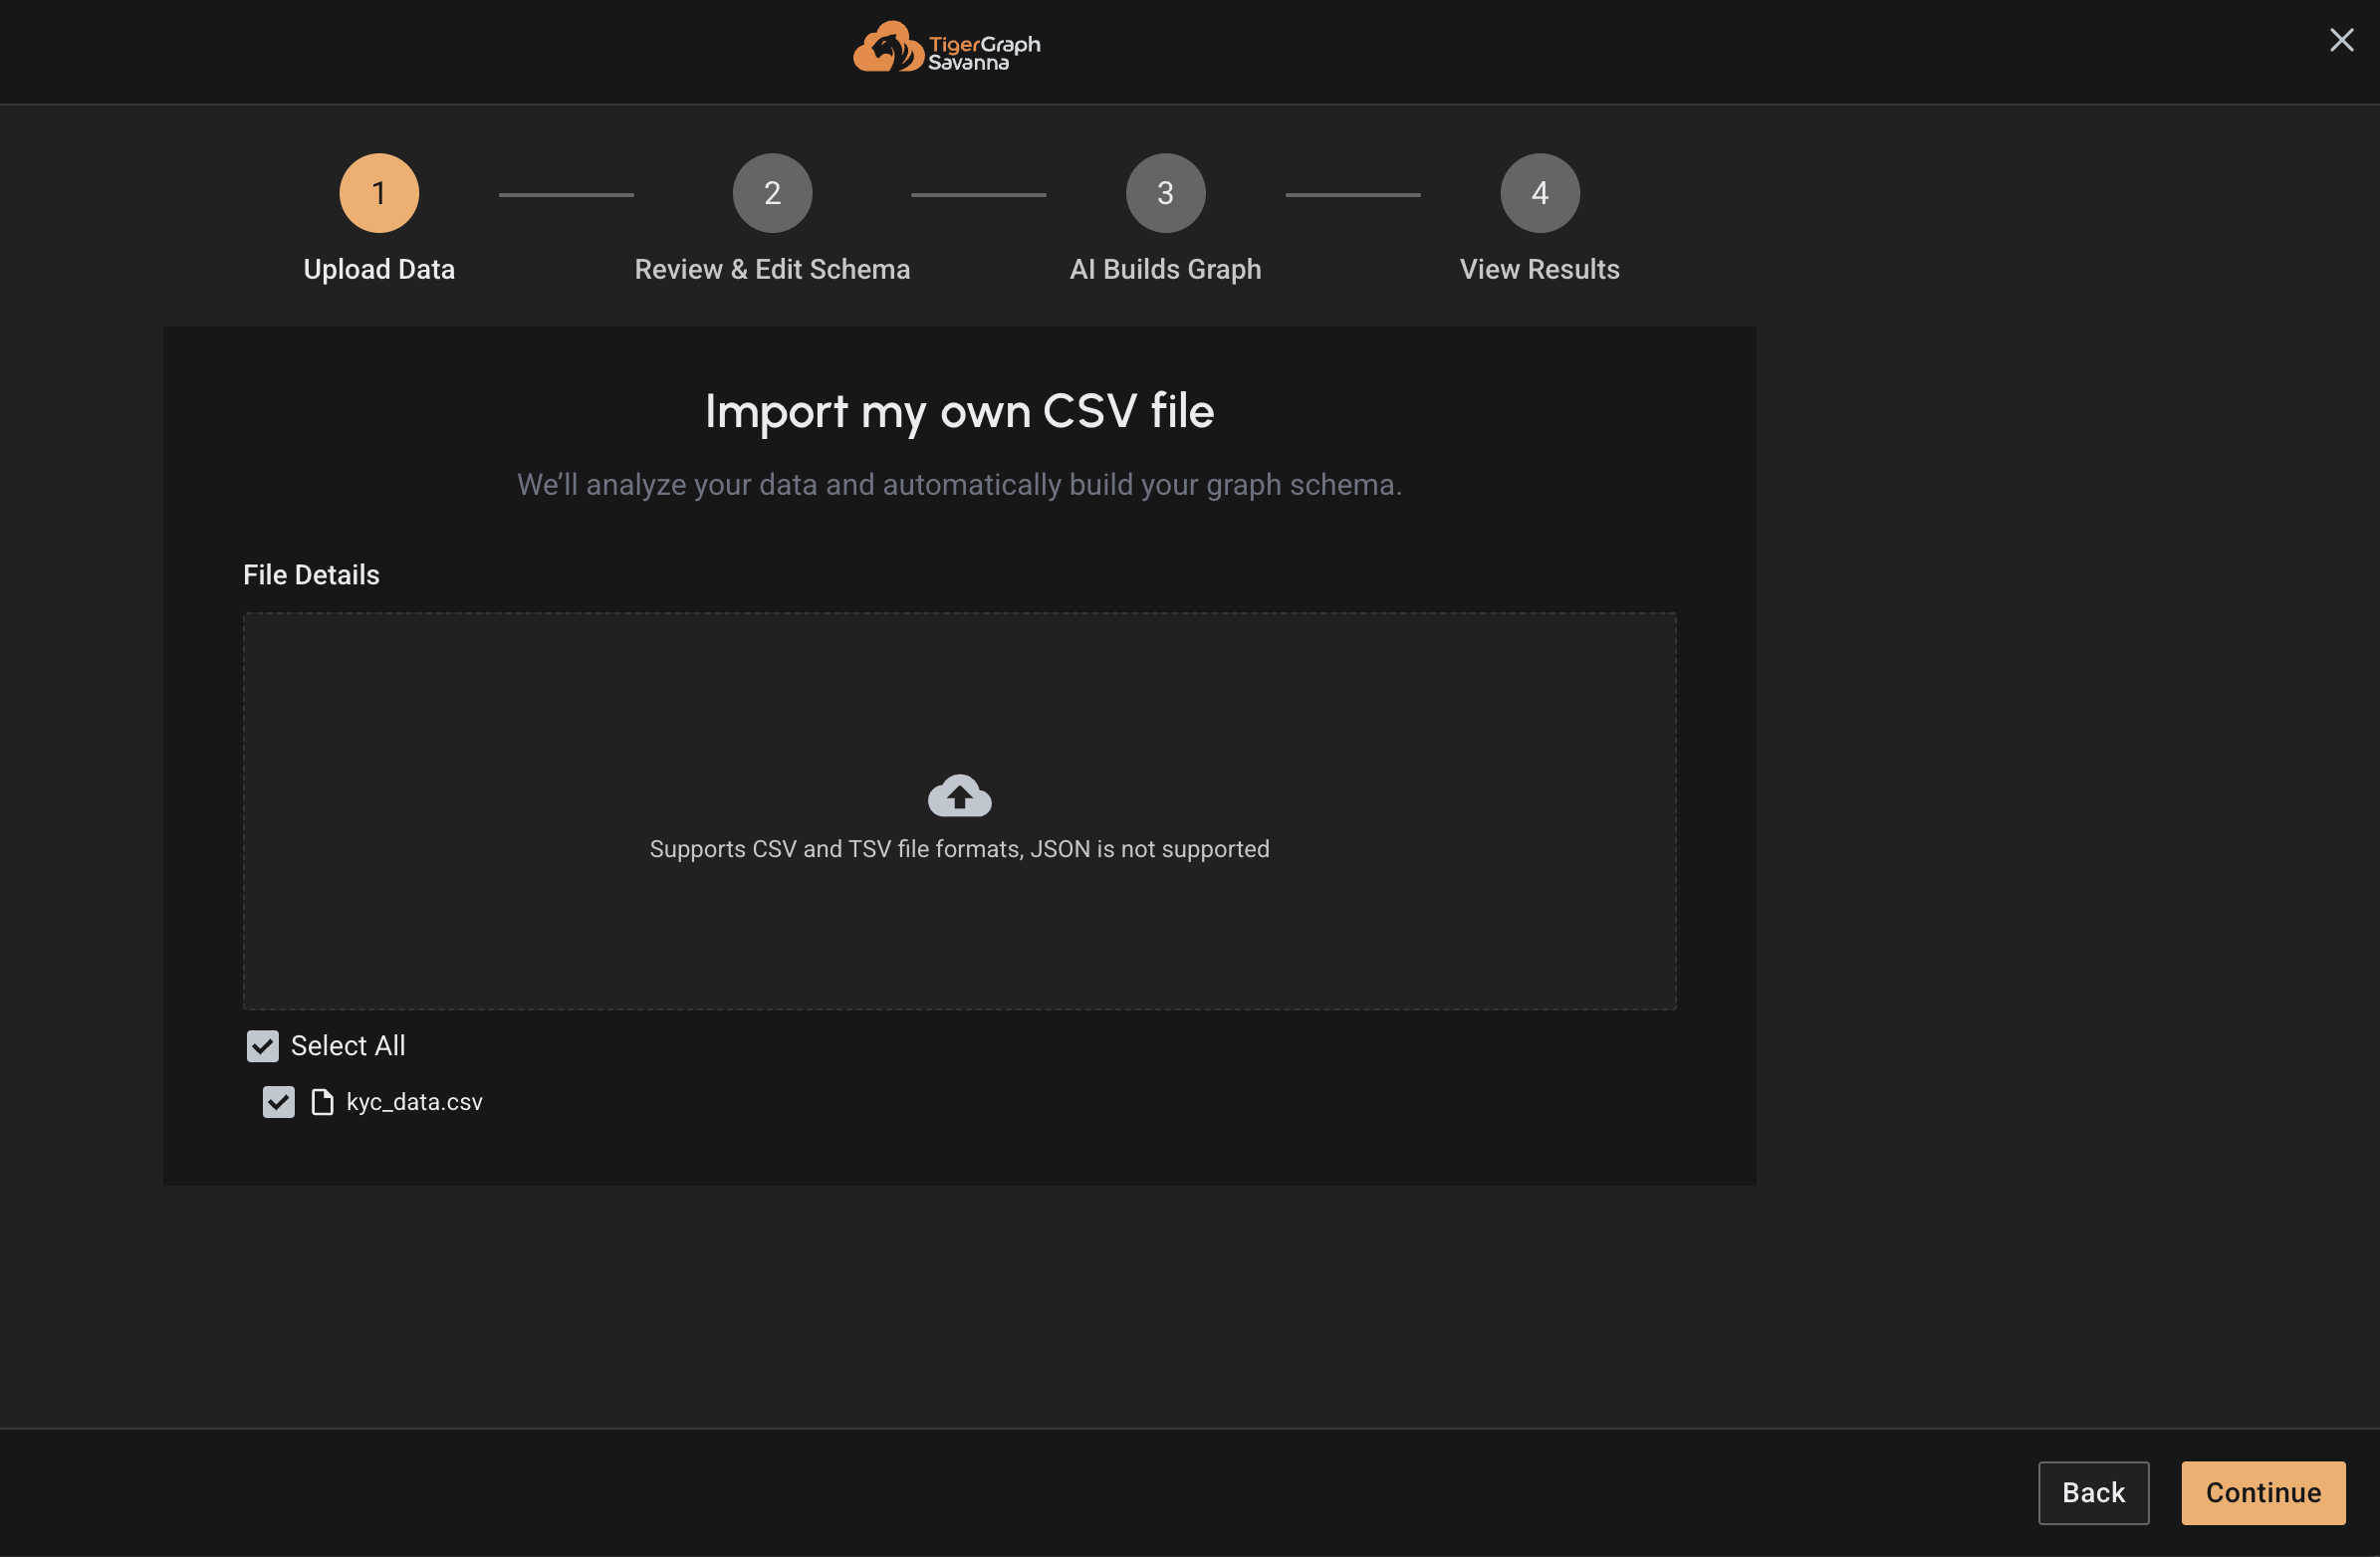 TigerGraph
Savanna
1
2
3
4
Upload Data
Review & Edit Schema
AI Builds Graph
View Results
Import my own CSV file
We’ll analyze your data and automatically build your graph schema.
File Details
Supports CSV and TSV file formats, JSON is not supported
Select All
kyc_data.csv
Back
Continue